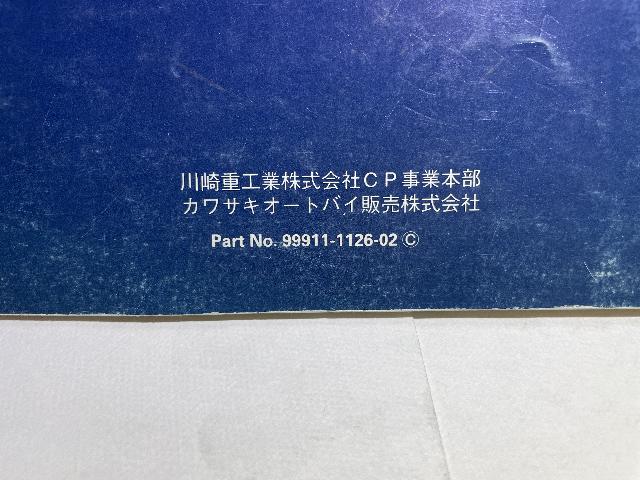 川崎重工業株式会社ＣＰ事業本部
カワサキオートバイ販売株式会社
Part No. 99911-1126-02 Ⓒ